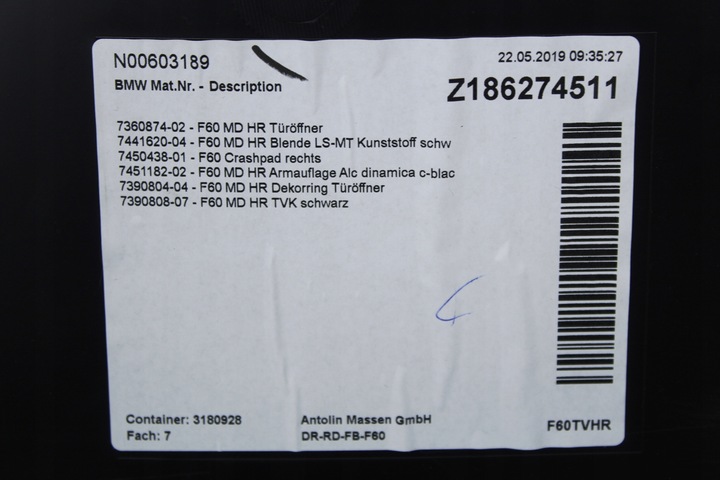 N00603189
22.05.2019 09:35:27
BMW Mat.Nr. - Description
Z186274511
7360874-02 - F60 MD HR Türöffner
7441620-04 - F60 MD HR Blende LS-MT Kunststoff schw
7450438-01 - F60 Crashpad rechts
7451182-02 - F60 MD HR Armauflage Alc dinamica c-blac
7390804-04 - F60 MD HR Dekorring Türöffner
7390808-07 - F60 MD HR TVK schwarz
Container: 3180928
Antolin Massen GmbH
F60TVHR
Fach: 7
DR-RD-FB-F60